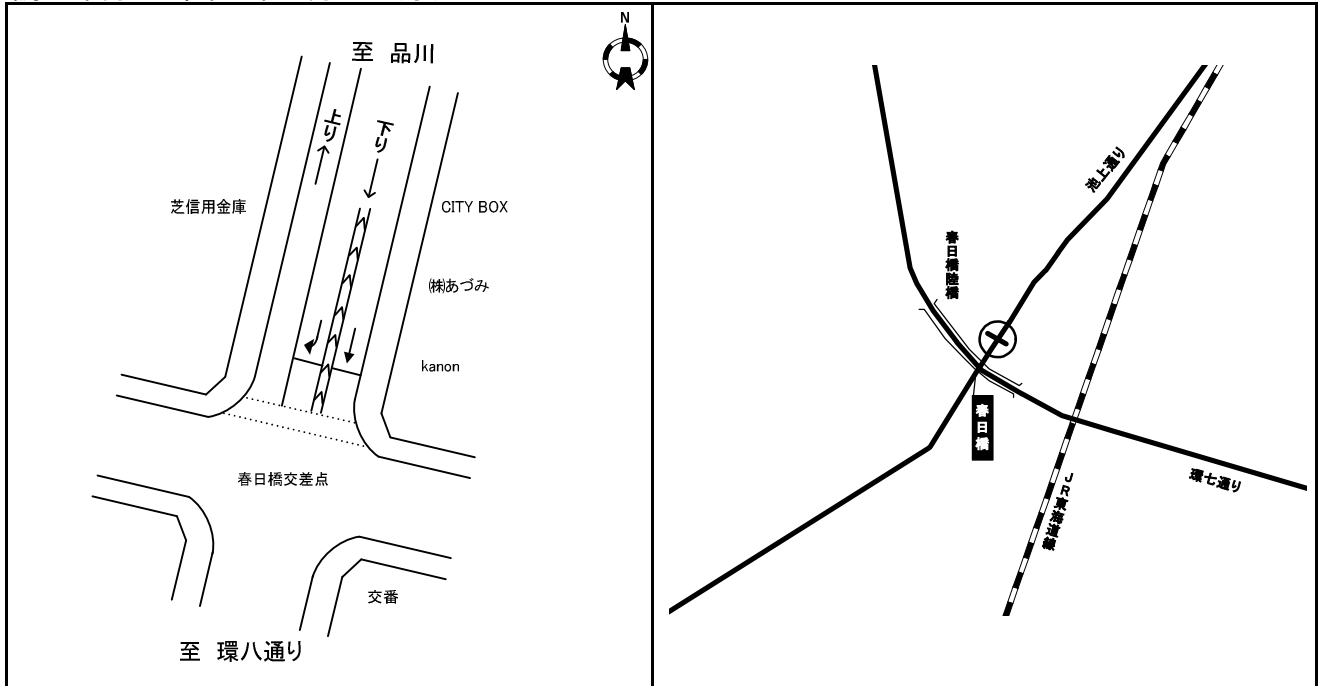 至 品川
N
上り
下り
芝信用金庫
CITY BOX
㈱あづみ
kanon
春日橋交差点
交番
至 環八通り
池上通り
春日橋陸橋
春日橋
環七通り
JR東海道線